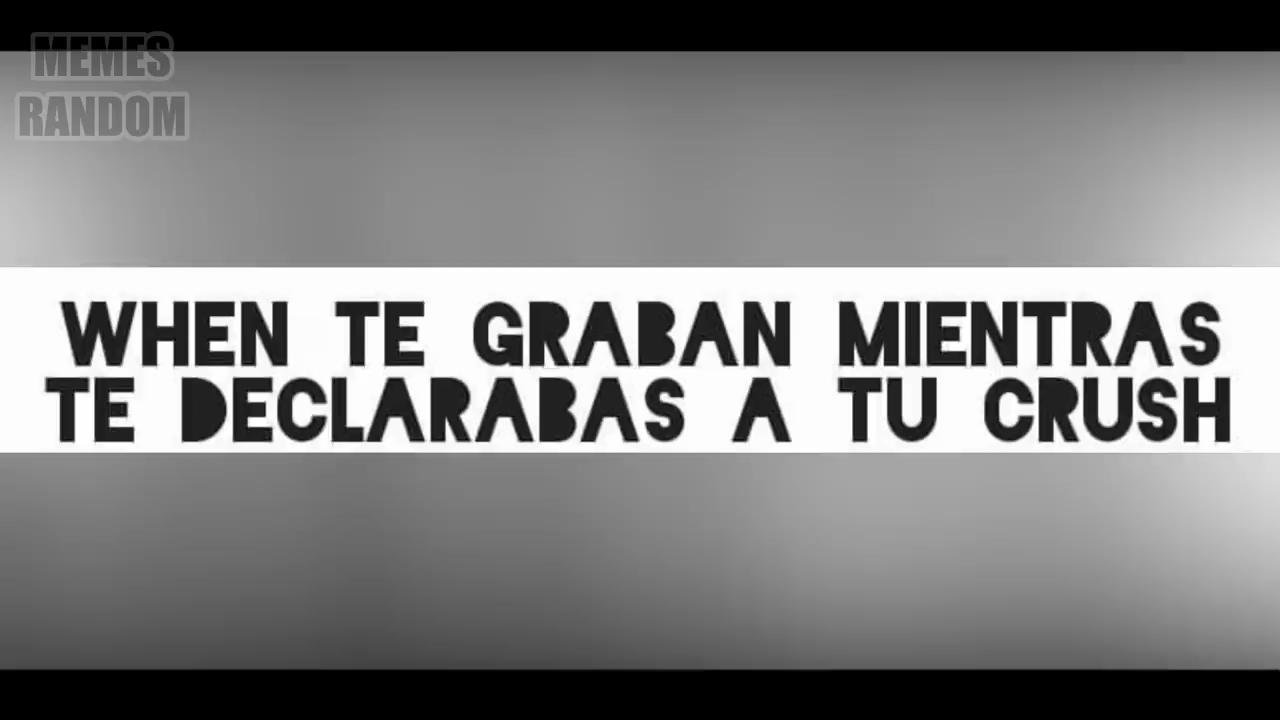 MEMES
RANDOM
WHEN TE GRABAN MIENTRAS
TE DECLARABAS A TU CRUSH